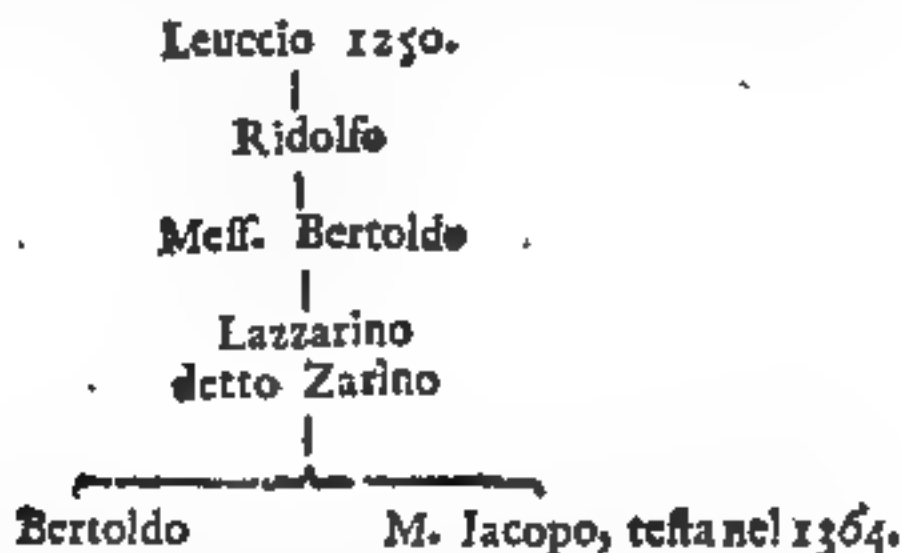 Leuccio 1250.
Ridolfo
Meſſ. Bertoldo
Lazzarino
detto Zarino
Bertoldo M. Jacopo, teſta nel 1364.